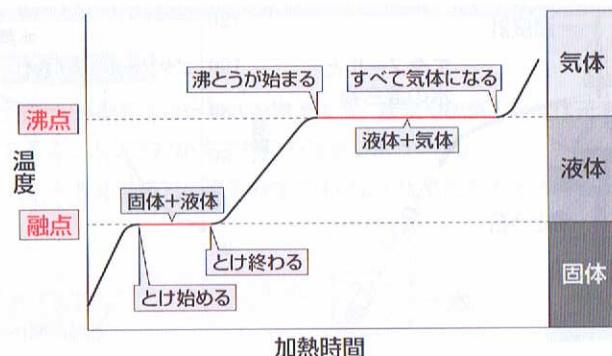 沸とうが始まる
すべて気体になる
気体
沸点
液体+気体
温度
固体+液体
液体
融点
とけ終わる
とけ始める
固体
加熱時間